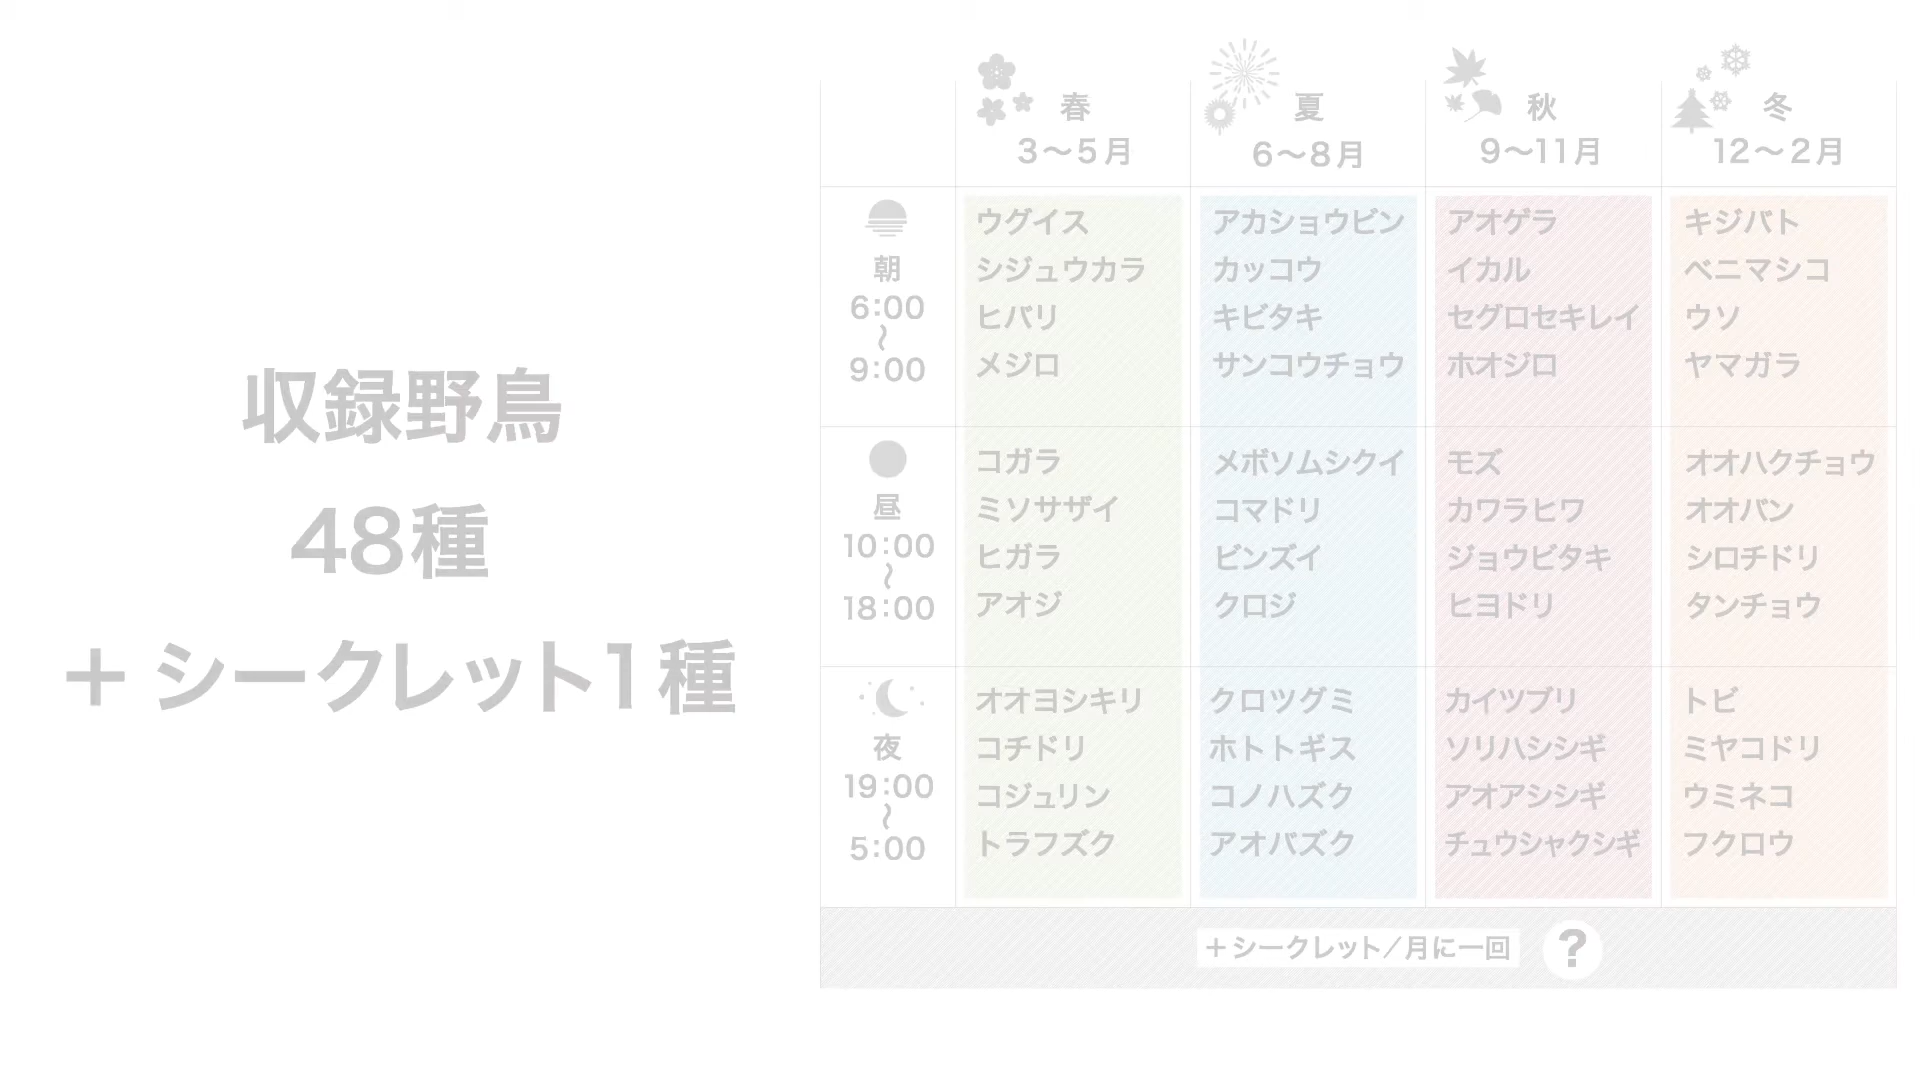 収録野鳥
48種
+ シークレット1種
春
3〜5月
夏
6〜8月
秋
9〜11月
冬
12〜2月
朝
6:00
〜
9:00
ウグイス
シジュウカラ
ヒバリ
メジロ
アカショウビン
カッコウ
キビタキ
サンコウチョウ
アオゲラ
イカル
セグロセキレイ
ホオジロ
キジバト
ベニマシコ
ウソ
ヤマガラ
昼
10:00
〜
18:00
コガラ
ミソサザイ
ヒガラ
アオジ
メボソムシクイ
コマドリ
ビンズイ
クロジ
モズ
カワラヒワ
ジョウビタキ
ヒヨドリ
オオハクチョウ
オオバン
シロチドリ
タンチョウ
夜
19:00
〜
5:00
オオヨシキリ
コチドリ
コジュリン
トラフズク
クロツグミ
ホトトギス
コノハズク
アオバズク
カイツブリ
ソリハシシギ
アオアシシギ
チュウシャクシギ
トビ
ミヤコドリ
ウミネコ
フクロウ
+シークレット/月に一回
?